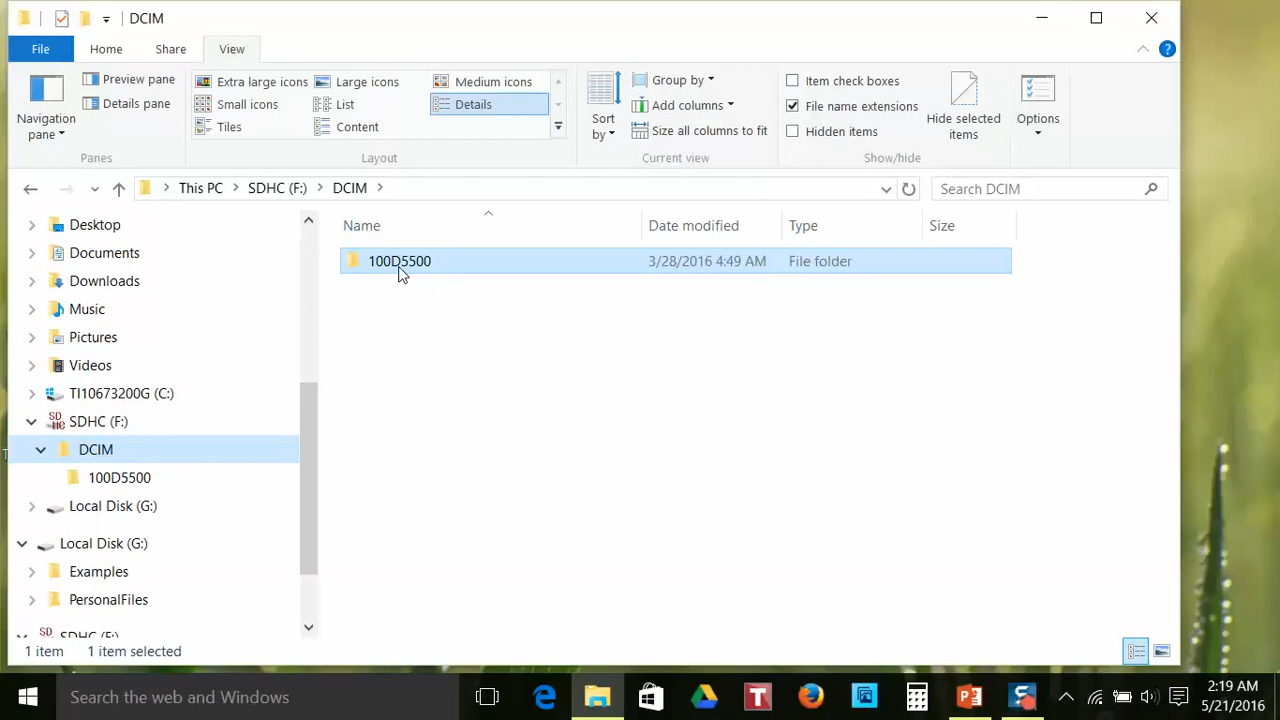 DCIM
File Home Share View
Navigation pane
Preview pane
Details pane
Panes
Extra large icons Large icons Medium icons
Small icons List Details
Tiles Content
Layout
Sort by
Group by
Add columns
Size all columns to fit
Current view
Item check boxes
File name extensions
Hidden items
Hide selected items
Show/hide
Options
This PC SDHC (F:) DCIM
Search DCIM
Name Date modified Type Size
100D5500 3/28/2016 4:49 AM File folder
Desktop
Documents
Downloads
Music
Pictures
Videos
TI10673200G (C:)
SDHC (F:)
DCIM
100D5500
Local Disk (G:)
Local Disk (G:)
Examples
PersonalFiles
SDHC (F:)
1 item 1 item selected
Search the web and Windows
2:19 AM
5/21/2016